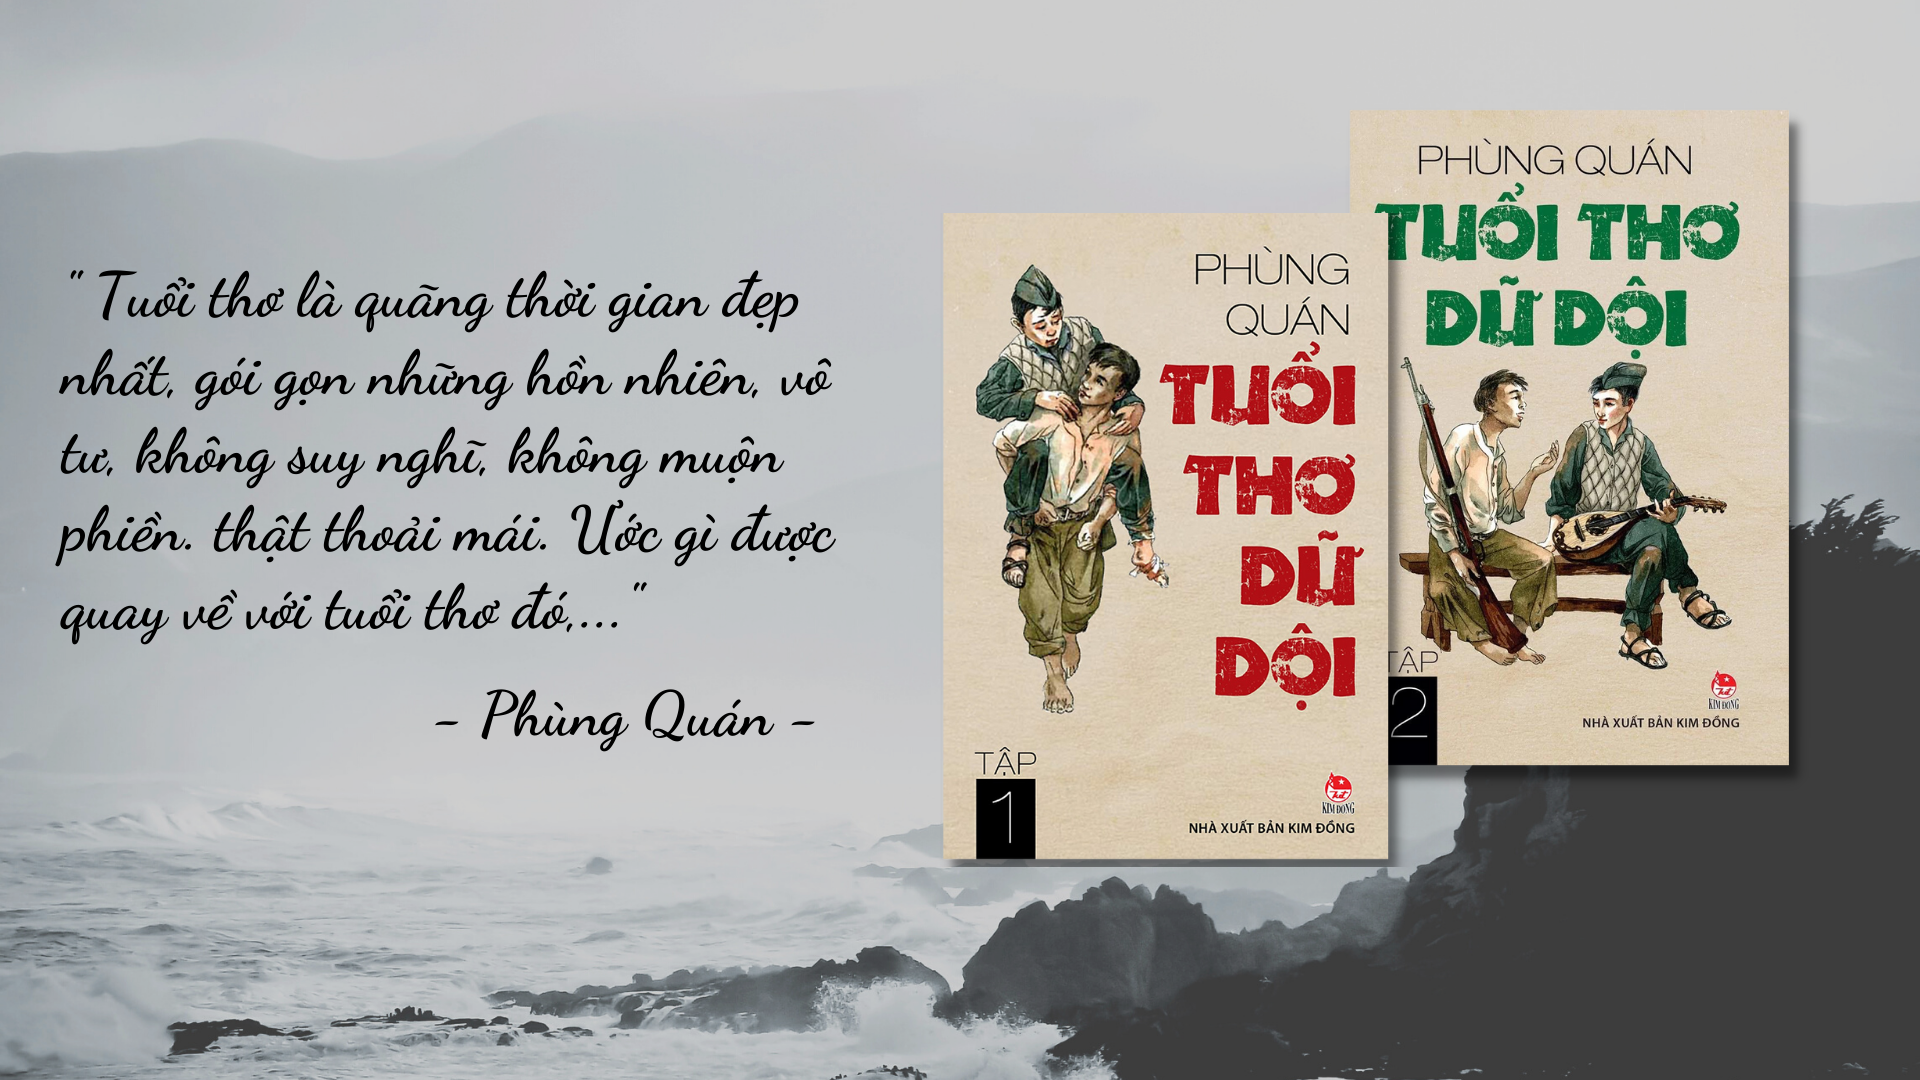 " Tuổi thơ là quãng thời gian đẹp
nhất, gói gọn những hồn nhiên, vô
tư, không suy nghĩ, không muộn
phiền. thật thoải mái. Ước gì được
quay về với tuổi thơ đó,... "
- Phùng Quán -
PHÙNG
QUÁN
TUỔI
THƠ
DỮ
DỘI
TẬP
1
KIM ĐỒNG
NHÀ XUẤT BẢN KIM ĐỒNG
PHÙNG QUÁN
TUỔI THƠ
DỮ DỘI
TẬP
2
KIM ĐỒNG
NHÀ XUẤT BẢN KIM ĐỒNG